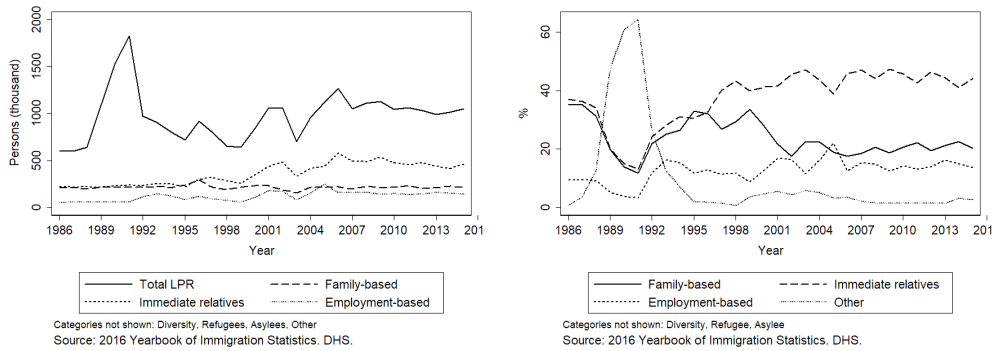 Persons (thousand)
2000
1500
1000
500
0
1986 1989 1992 1995 1998 2001 2004 2007 2010 2013 201
Year
Total LPR Family-based
Immediate relatives Employment-based
Categories not shown: Diversity, Refugees, Asylees, Other
Source: 2016 Yearbook of Immigration Statistics. DHS.
%
60
40
20
0
1986 1989 1992 1995 1998 2001 2004 2007 2010 2013 201
Year
Family-based Immediate relatives
Employment-based Other
Categories not shown: Diversity, Refugee, Asylee
Source: 2016 Yearbook of Immigration Statistics. DHS.